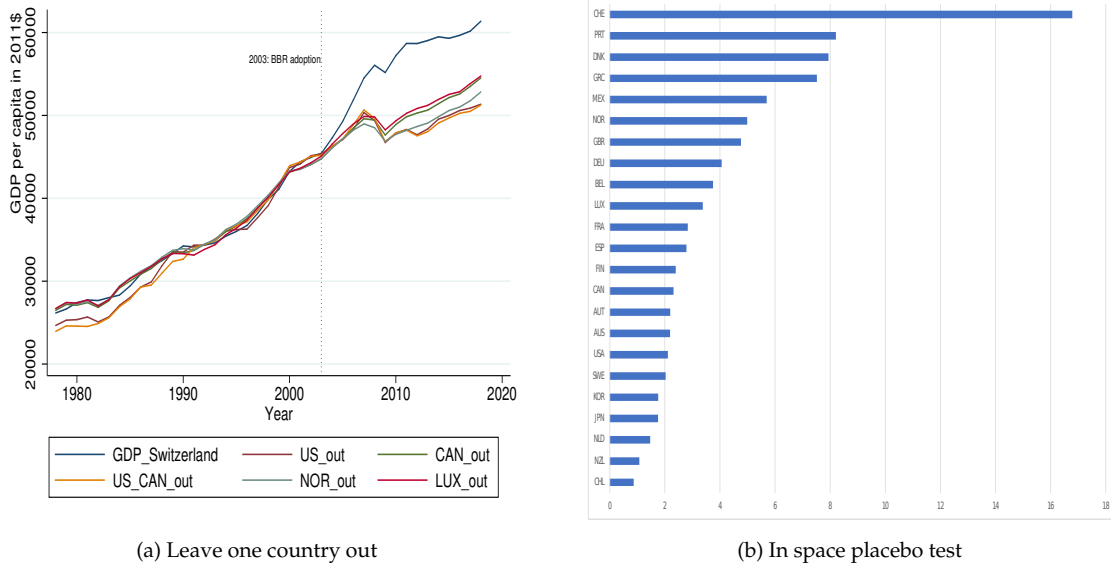 GDP per capita in 2011$
60000
50000
40000
30000
20000
2003: BBR adoption
1980 1990 2000 2010 2020
Year
GDP_Switzerland US_out CAN_out
US_CAN_out NOR_out LUX_out
(a) Leave one country out
CHE
PRT
DNK
GRC
MEX
NOR
GBR
DEU
BEL
LUX
FRA
ESP
FIN
CAN
AUT
AUS
USA
SWE
KOR
JPN
NLD
NZL
CHL
0 2 4 6 8 10 12 14 16 18
(b) In space placebo test